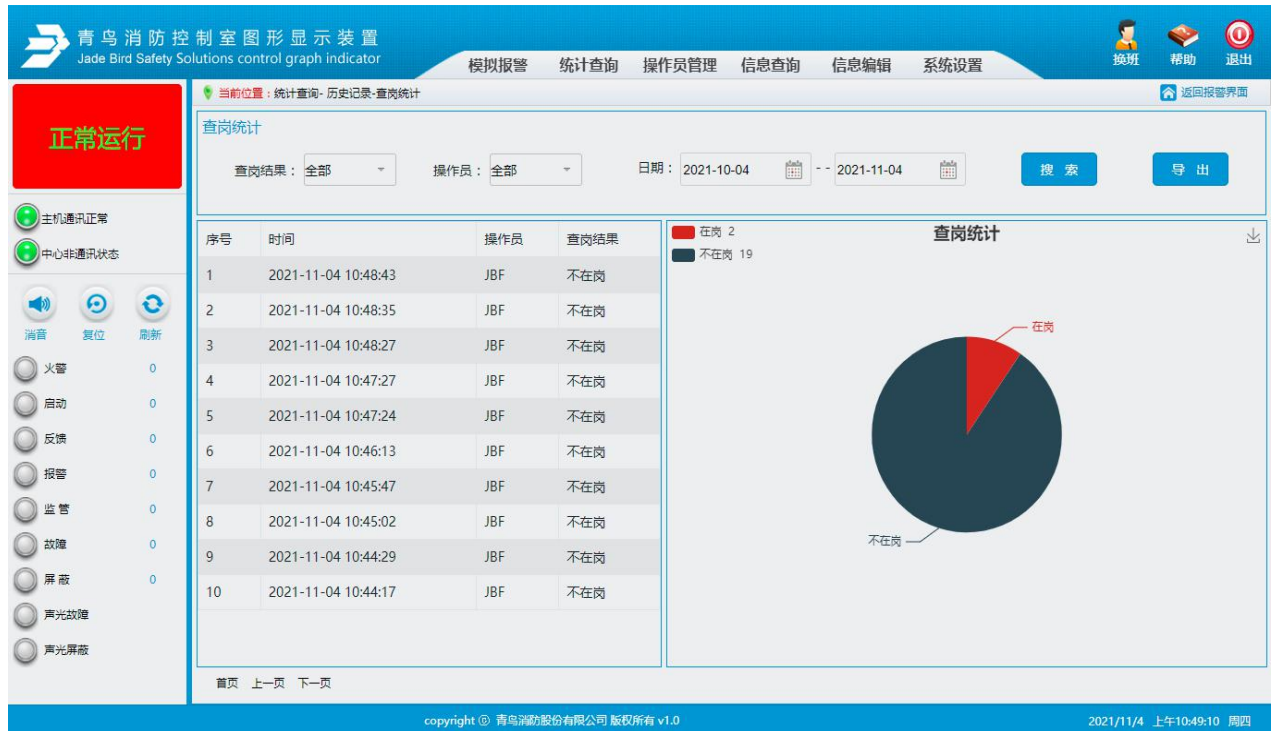 青鸟消防控制室图形显示装置
Jade Bird Safety Solutions control graph indicator
模拟报警 统计查询 操作员管理 信息查询 信息编辑 系统设置
换班 帮助 退出
当前位置：统计查询- 历史记录-查岗统计
返回报警界面
正常运行
主机通讯正常
中心非通讯状态
消音 复位 刷新
火警 0
启动 0
反馈 0
报警 0
监管 0
故障 0
屏蔽 0
声光故障
声光屏蔽
查岗统计
查岗结果： 全部 操作员： 全部 日期： 2021-10-04 -- 2021-11-04 搜索 导出
序号 时间 操作员 查岗结果
1 2021-11-04 10:48:43 JBF 不在岗
2 2021-11-04 10:48:35 JBF 不在岗
3 2021-11-04 10:48:27 JBF 不在岗
4 2021-11-04 10:47:27 JBF 不在岗
5 2021-11-04 10:47:24 JBF 不在岗
6 2021-11-04 10:46:13 JBF 不在岗
7 2021-11-04 10:45:47 JBF 不在岗
8 2021-11-04 10:45:02 JBF 不在岗
9 2021-11-04 10:44:29 JBF 不在岗
10 2021-11-04 10:44:17 JBF 不在岗
在岗 2
不在岗 19
查岗统计
在岗
不在岗
首页 上一页 下一页
copyright ⓒ 青鸟消防股份有限公司 版权所有 v1.0
2021/11/4 上午10:49:10 周四